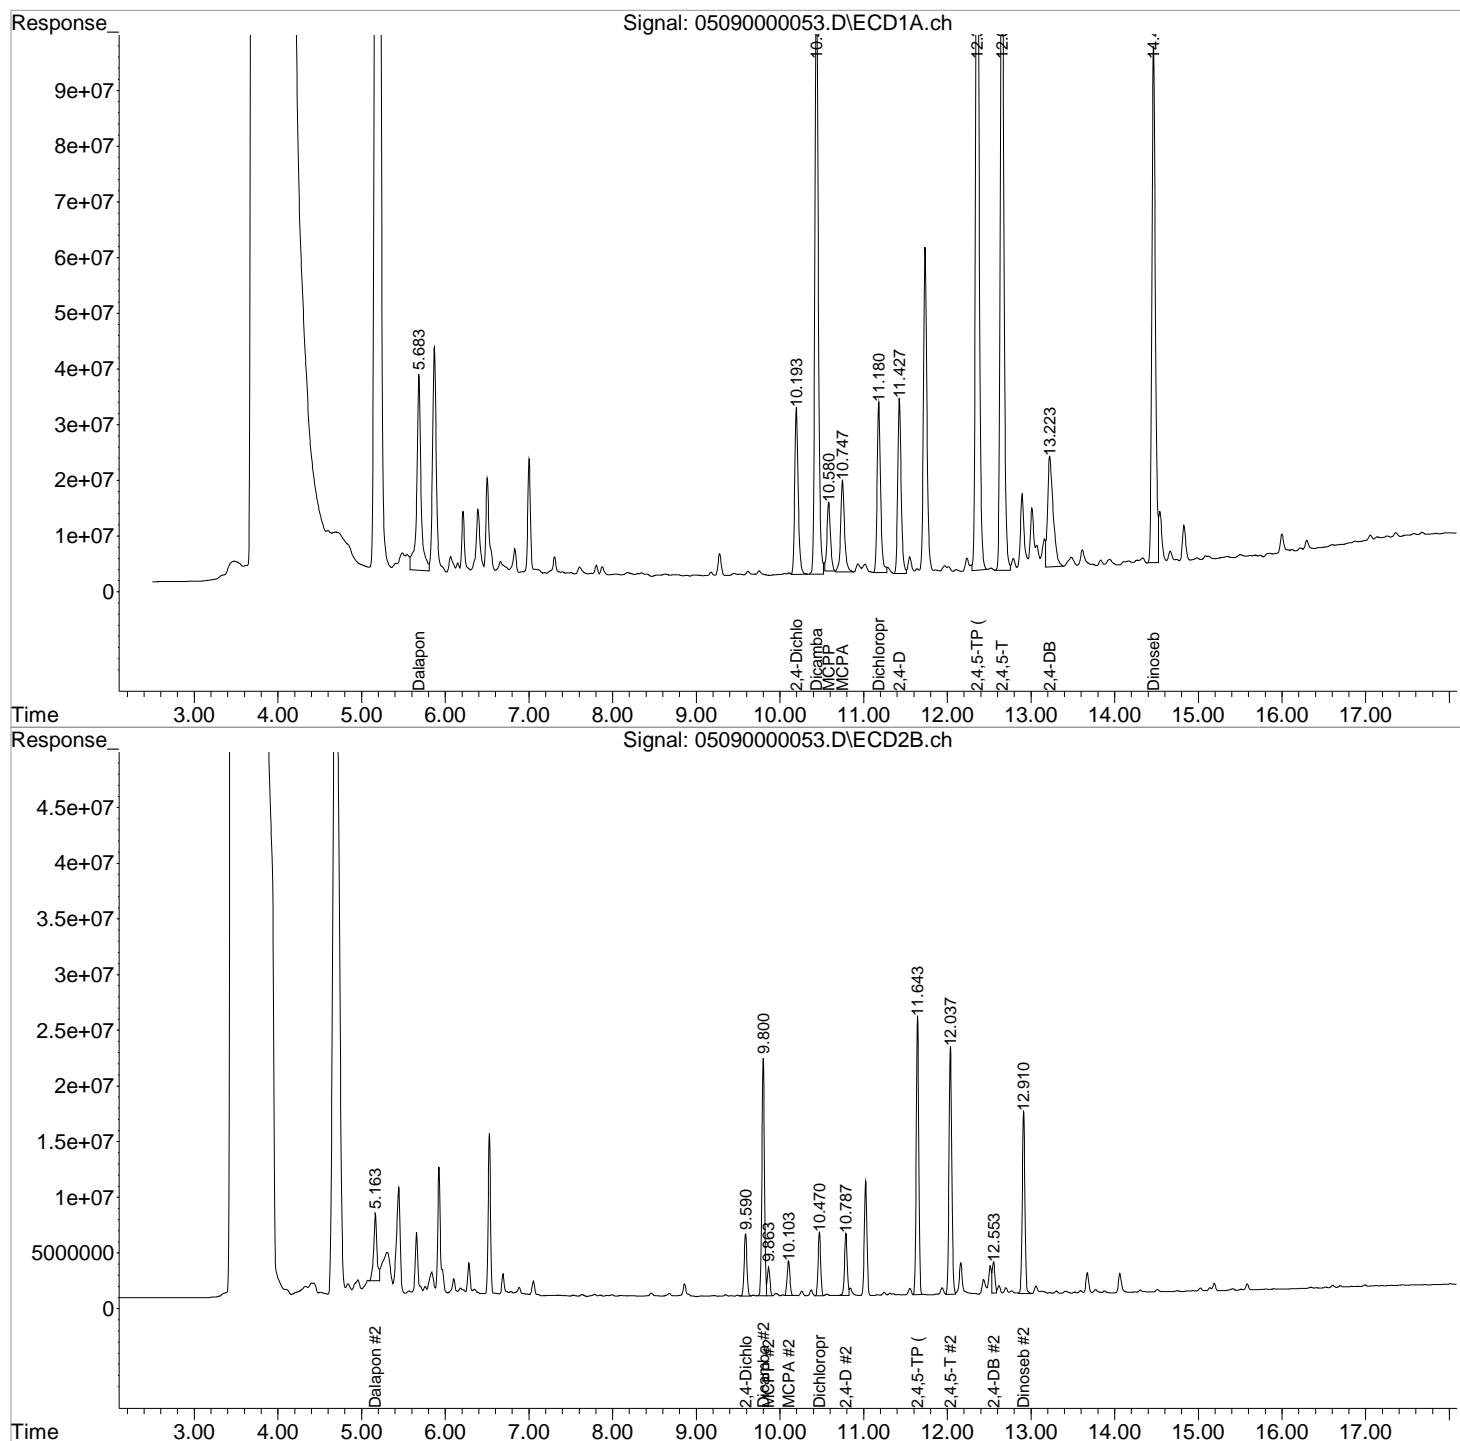 Response_
Signal: 05090000053.D\ECD1A.ch
9e+07
8e+07
7e+07
6e+07
5e+07
4e+07
3e+07
2e+07
1e+07
0
5.683
10.193
10.580
10.747
11.180
11.427
13.223
Dalapon
2,4-Dichlo
Dicamba
MCPP
MCPA
Dichloropr
2,4-D
2,4,5-TP (
2,4,5-T
2,4-DB
Dinoseb
Time
3.00 4.00 5.00 6.00 7.00 8.00 9.00 10.00 11.00 12.00 13.00 14.00 15.00 16.00 17.00
Response_
Signal: 05090000053.D\ECD2B.ch
4.5e+07
4e+07
3.5e+07
3e+07
2.5e+07
2e+07
1.5e+07
1e+07
5000000
0
5.163
9.590
9.800
9.863
10.103
10.470
10.787
11.643
12.037
12.553
12.910
Dalapon #2
2,4-Dichlo
Dicamba #2
MCPP #2
MCPA #2
Dichloropr
2,4-D #2
2,4,5-TP (
2,4,5-T #2
2,4-DB #2
Dinoseb #2
Time
3.00 4.00 5.00 6.00 7.00 8.00 9.00 10.00 11.00 12.00 13.00 14.00 15.00 16.00 17.00